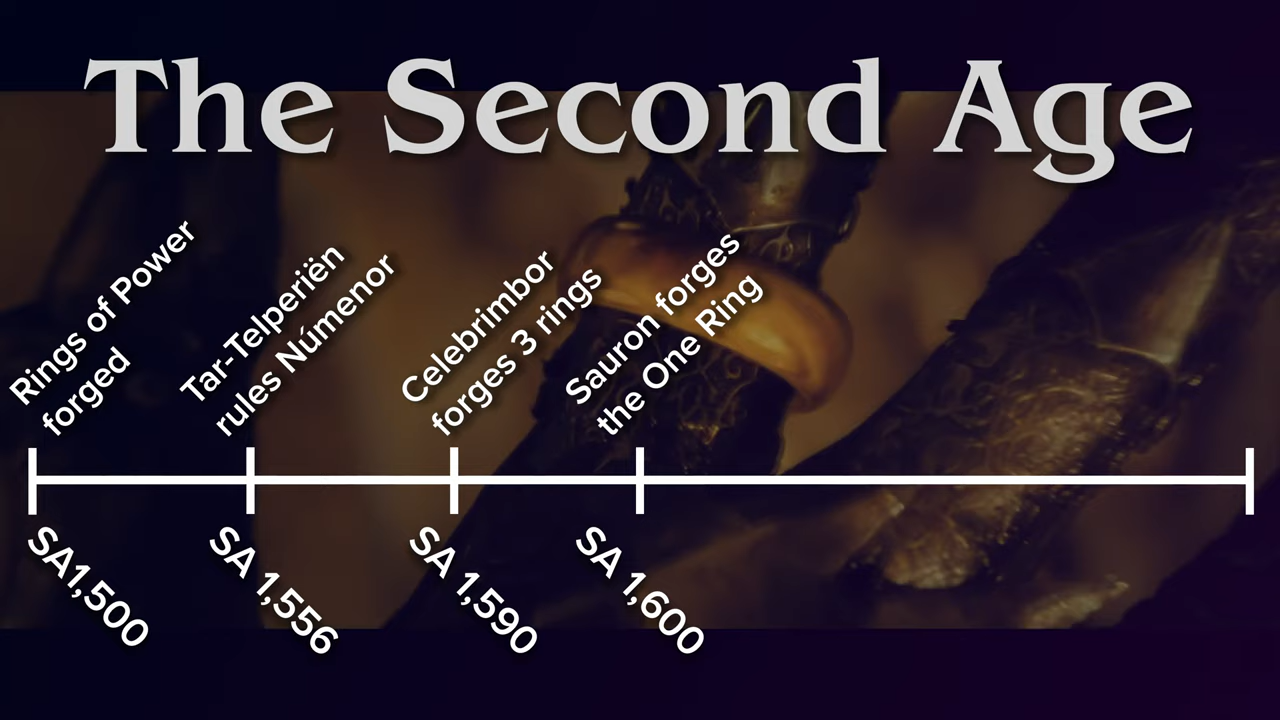 The Second Age
Rings of Power
forged
Tar-Telperiën
rules Númenor
Celebrimbor
forges 3 rings
Sauron forges
the One Ring
SA1,500
SA 1,556
SA 1,590
SA 1,600